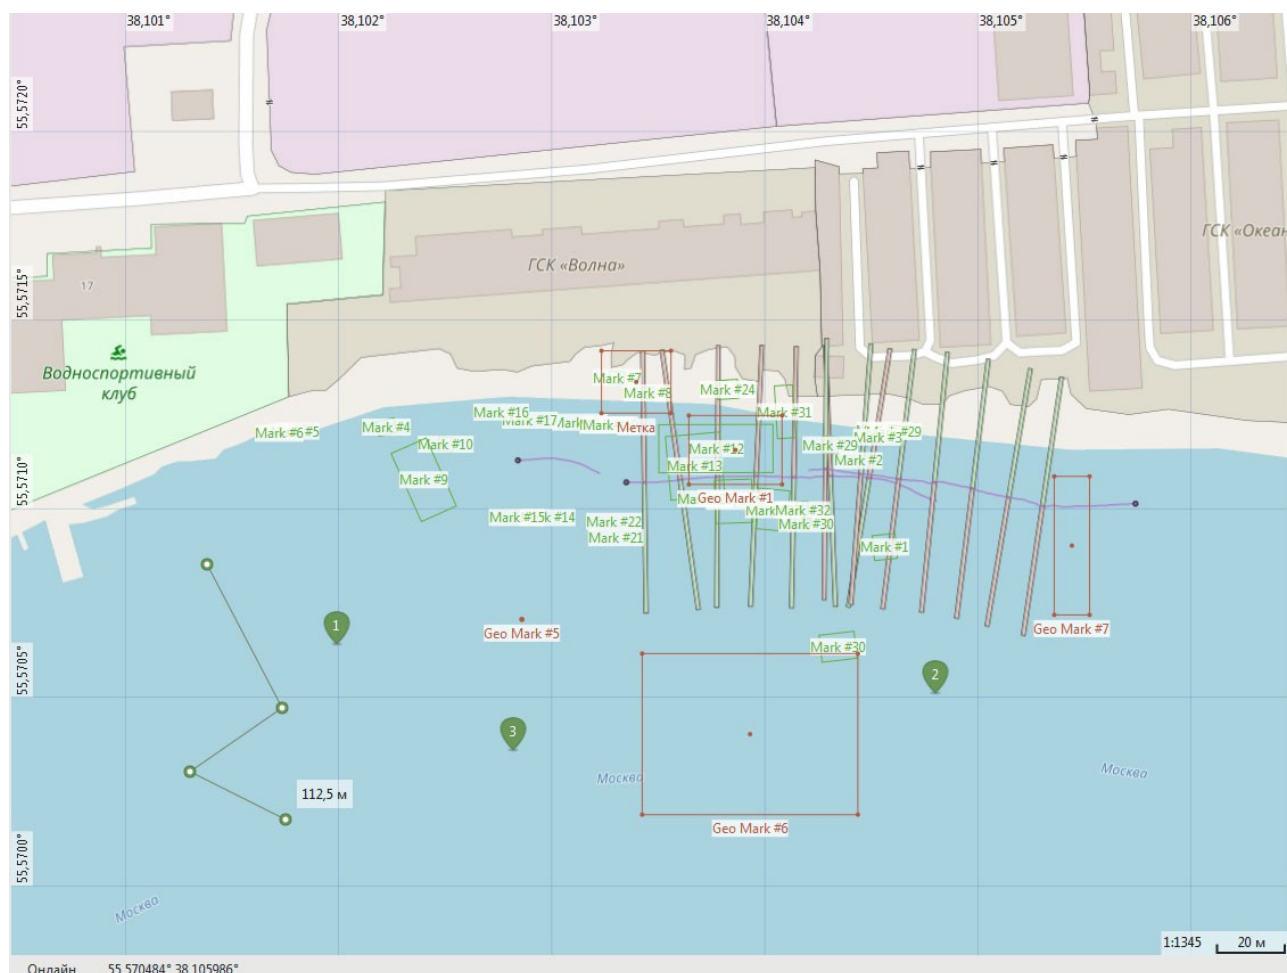 38,101°
38,102°
38,103°
38,104°
38,105°
38,106°
55,5720°
ГСК «Океан
ГСК «Волна»
17
55,5715°
Водноспортивный
клуб
Mark #7
Mark #8
Mark #24
Mark #16
Mark #17
Mark
Mark
Метка
Mark #31
Mark #6
#5
Mark #4
Mark #10
Mark #12
Mark #29
Mark #3
#29
Mark #2
Mark #13
Mark #9
55,5710°
Ma
Geo Mark #1
Mark
Mark #32
Mark #15
k #14
Mark #22
Mark #30
Mark #21
Mark #1
1
Geo Mark #5
Geo Mark #7
Mark #30
55,5705°
2
3
Москва
Москва
112,5 м
Geo Mark #6
55,5700°
Москва
1:1345
20 м
Онлайн
55,570484° 38,105986°